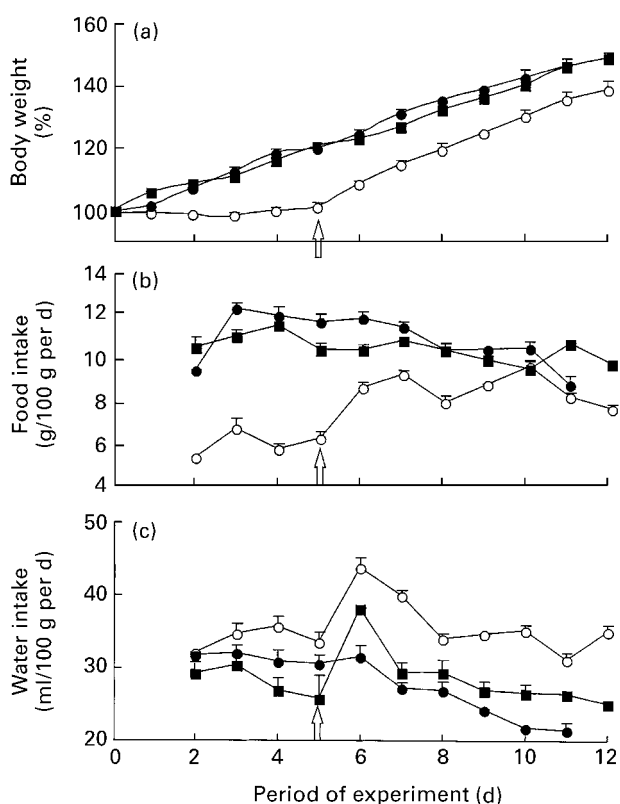 160
(a)
140
120
100
Body weight
(%)
14
(b)
12
10
8
6
4
Food intake
(g/100 g per d)
50
(c)
40
30
20
Water intake
(ml/100 g per d)
0 2 4 6 8 10 12
Period of experiment (d)